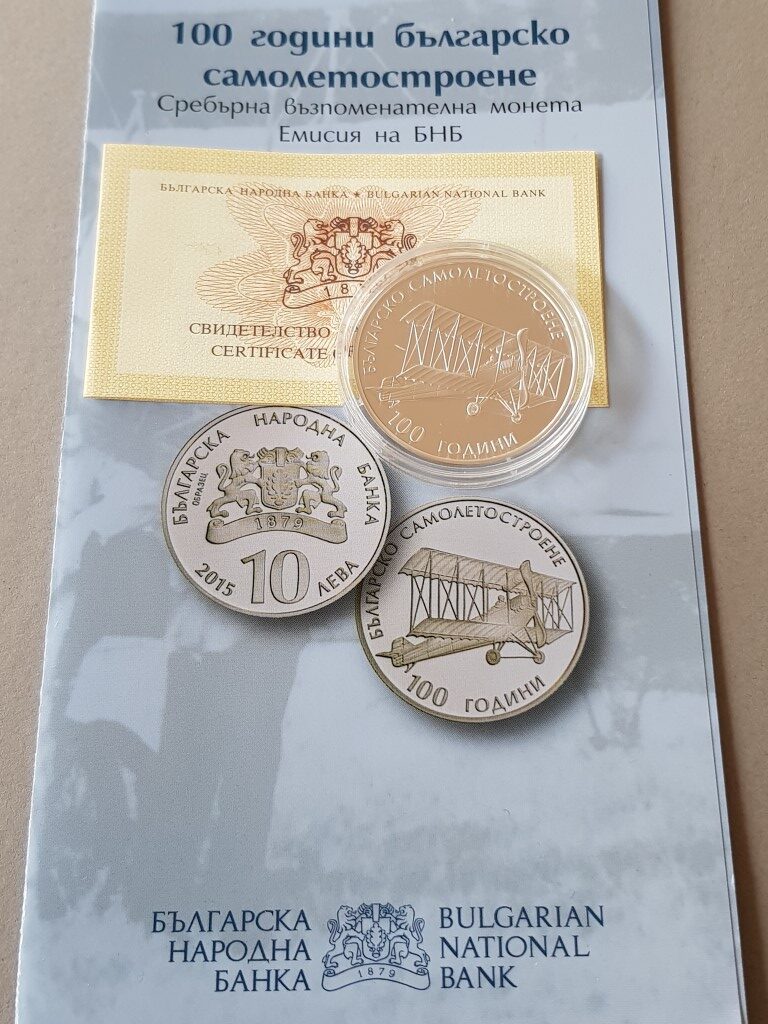 100 години българско
самолетостроене
Сребърна възпоменателна монета
Емисия на БНБ
БЪЛГАРСКА НАРОДНА БАНКА ★ BULGARIAN NATIONAL BANK
СВИДЕТЕЛСТВО
CERTIFICATE
БЪЛГАРСКО САМОЛЕТОСТРОЕНЕ
100 ГОДИНИ
БЪЛГАРСКА НАРОДНА БАНКА
ОБРАЗЕЦ
1879
2015 10 ЛЕВА
БЪЛГАРСКО САМОЛЕТОСТРОЕНЕ
100 ГОДИНИ
БЪЛГАРСКА
НАРОДНА
БАНКА
1879
BULGARIAN
NATIONAL
BANK